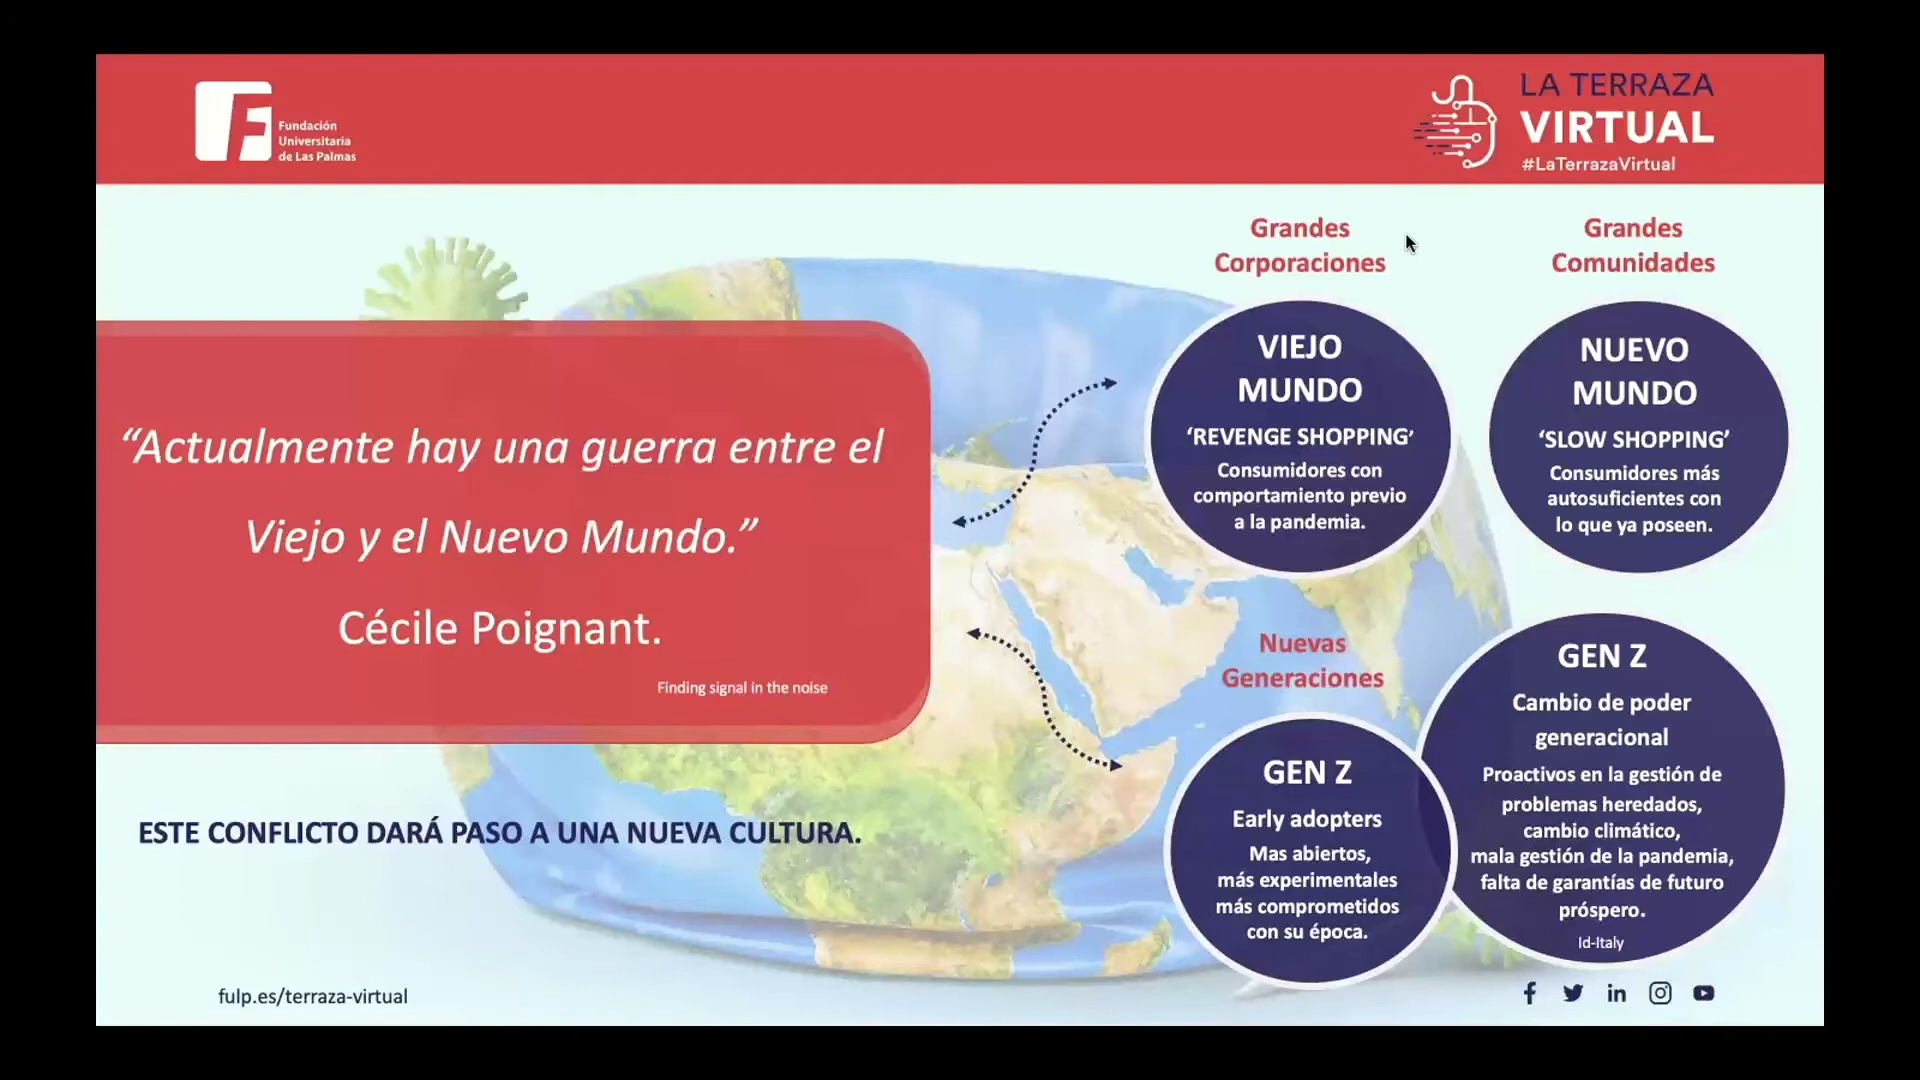 Fundación
Universitaria
de Las Palmas
LA TERRAZA
VIRTUAL
#LaTerrazaVirtual
“Actualmente hay una guerra entre el
Viejo y el Nuevo Mundo.”
Cécile Poignant.
Finding signal in the noise
ESTE CONFLICTO DARÁ PASO A UNA NUEVA CULTURA.
Grandes
Corporaciones
VIEJO
MUNDO
‘REVENGE SHOPPING’
Consumidores con
comportamiento previo
a la pandemia.
Grandes
Comunidades
NUEVO
MUNDO
‘SLOW SHOPPING’
Consumidores más
autosuficientes con
lo que ya poseen.
Nuevas
Generaciones
GEN Z
Early adopters
Mas abiertos,
más experimentales
más comprometidos
con su época.
GEN Z
Cambio de poder
generacional
Proactivos en la gestión de
problemas heredados,
cambio climático,
mala gestión de la pandemia,
falta de garantías de futuro
próspero.
Id-Italy
fulp.es/terraza-virtual